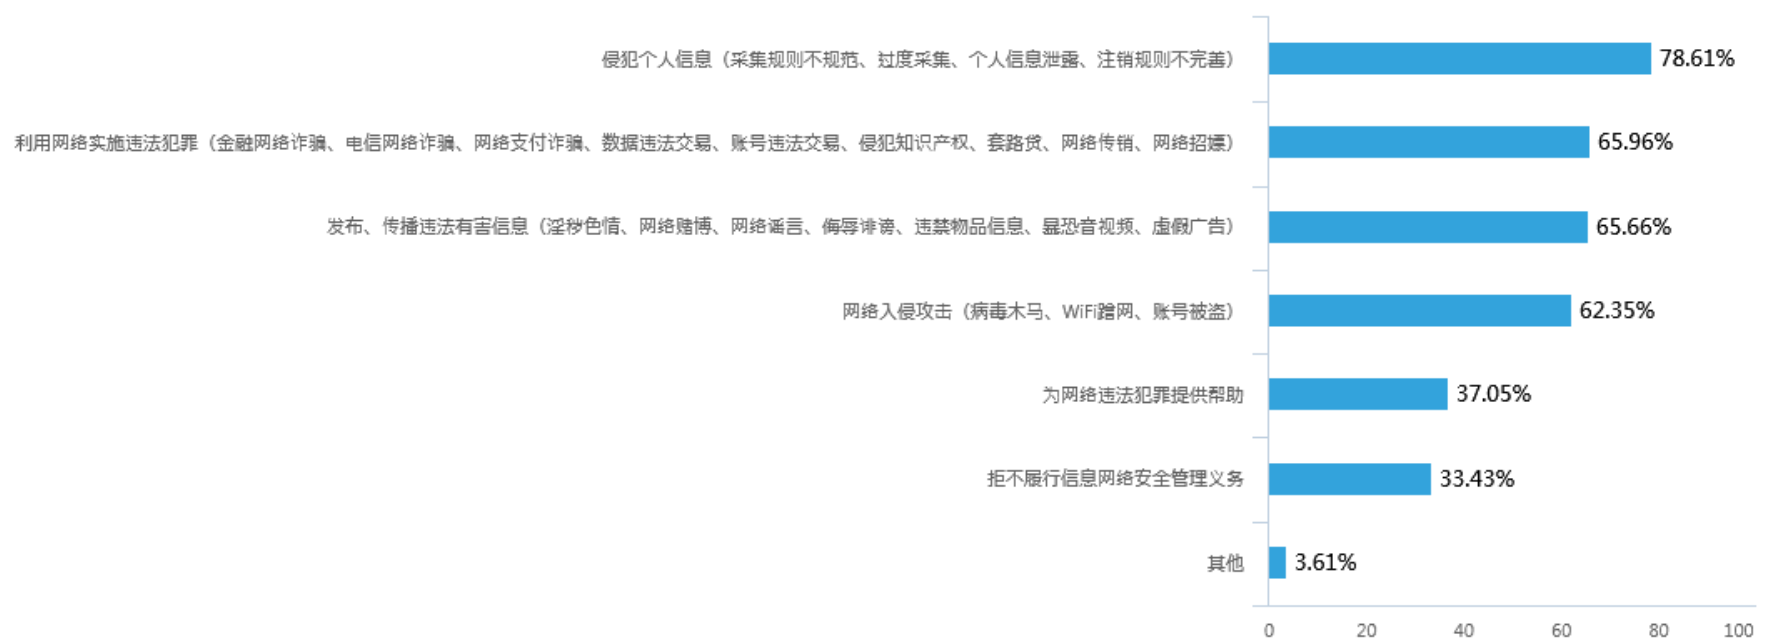 侵犯个人信息（采集规则不规范、过度采集、个人信息泄露、注销规则不完善） 78.61%
利用网络实施违法犯罪（金融网络诈骗、电信网络诈骗、网络支付诈骗、数据违法交易、账号违法交易、侵犯知识产权、套路贷、网络传销、网络招嫖） 65.96%
发布、传播违法有害信息（淫秽色情、网络赌博、网络谣言、侮辱诽谤、违禁物品信息、暴恐音视频、虚假广告） 65.66%
网络入侵攻击（病毒木马、WiFi蹭网、账号被盗） 62.35%
为网络违法犯罪提供帮助 37.05%
拒不履行信息网络安全管理义务 33.43%
其他 3.61%
0 20 40 60 80 100